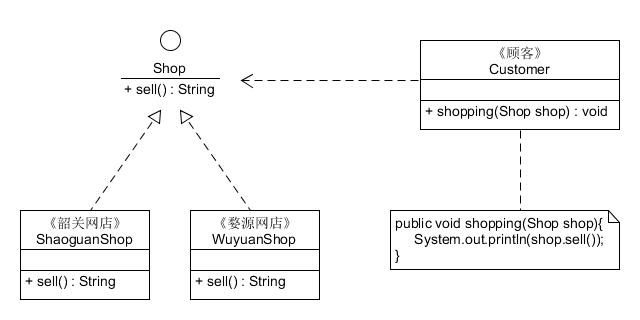 Shop
+ sell() : String
《顾客》
Customer
+ shopping(Shop shop) : void
《韶关网店》
ShaoguanShop
+ sell() : String
《婺源网店》
WuyuanShop
+ sell() : String
public void shopping(Shop shop){
System.out.println(shop.sell());
}